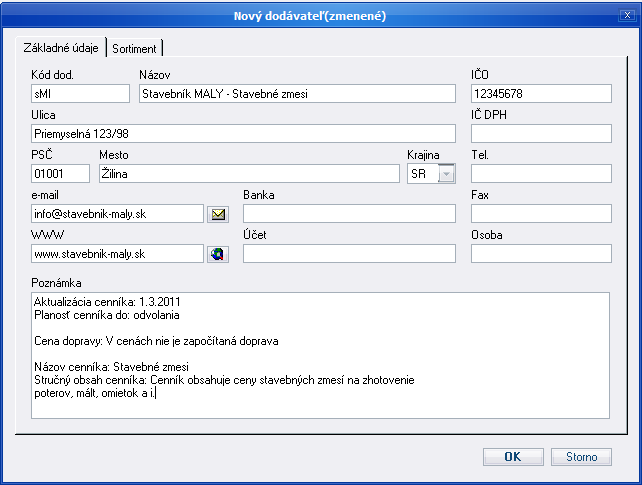 Nový dodávateľ(zmenené)
Základné údaje
Sortiment
Kód dod.
Názov
IČO
sMl
Stavebník MALY - Stavebné zmesi
12345678
Ulica
IČ DPH
Priemyselná 123/98
PSČ
Mesto
Krajina
Tel.
01001
Žilina
SR
e-mail
Banka
Fax
info@stavebnik-maly.sk
WWW
Účet
Osoba
www.stavebnik-maly.sk
Poznámka
Aktualizácia cenníka: 1.3.2011
Planosť cenníka do: odvolania
Cena dopravy: V cenách nie je započítaná doprava
Názov cenníka: Stavebné zmesi
Stručný obsah cenníka: Cenník obsahuje ceny stavebných zmesí na zhotovenie
poterov, mált, omietok a i.
OK
Storno